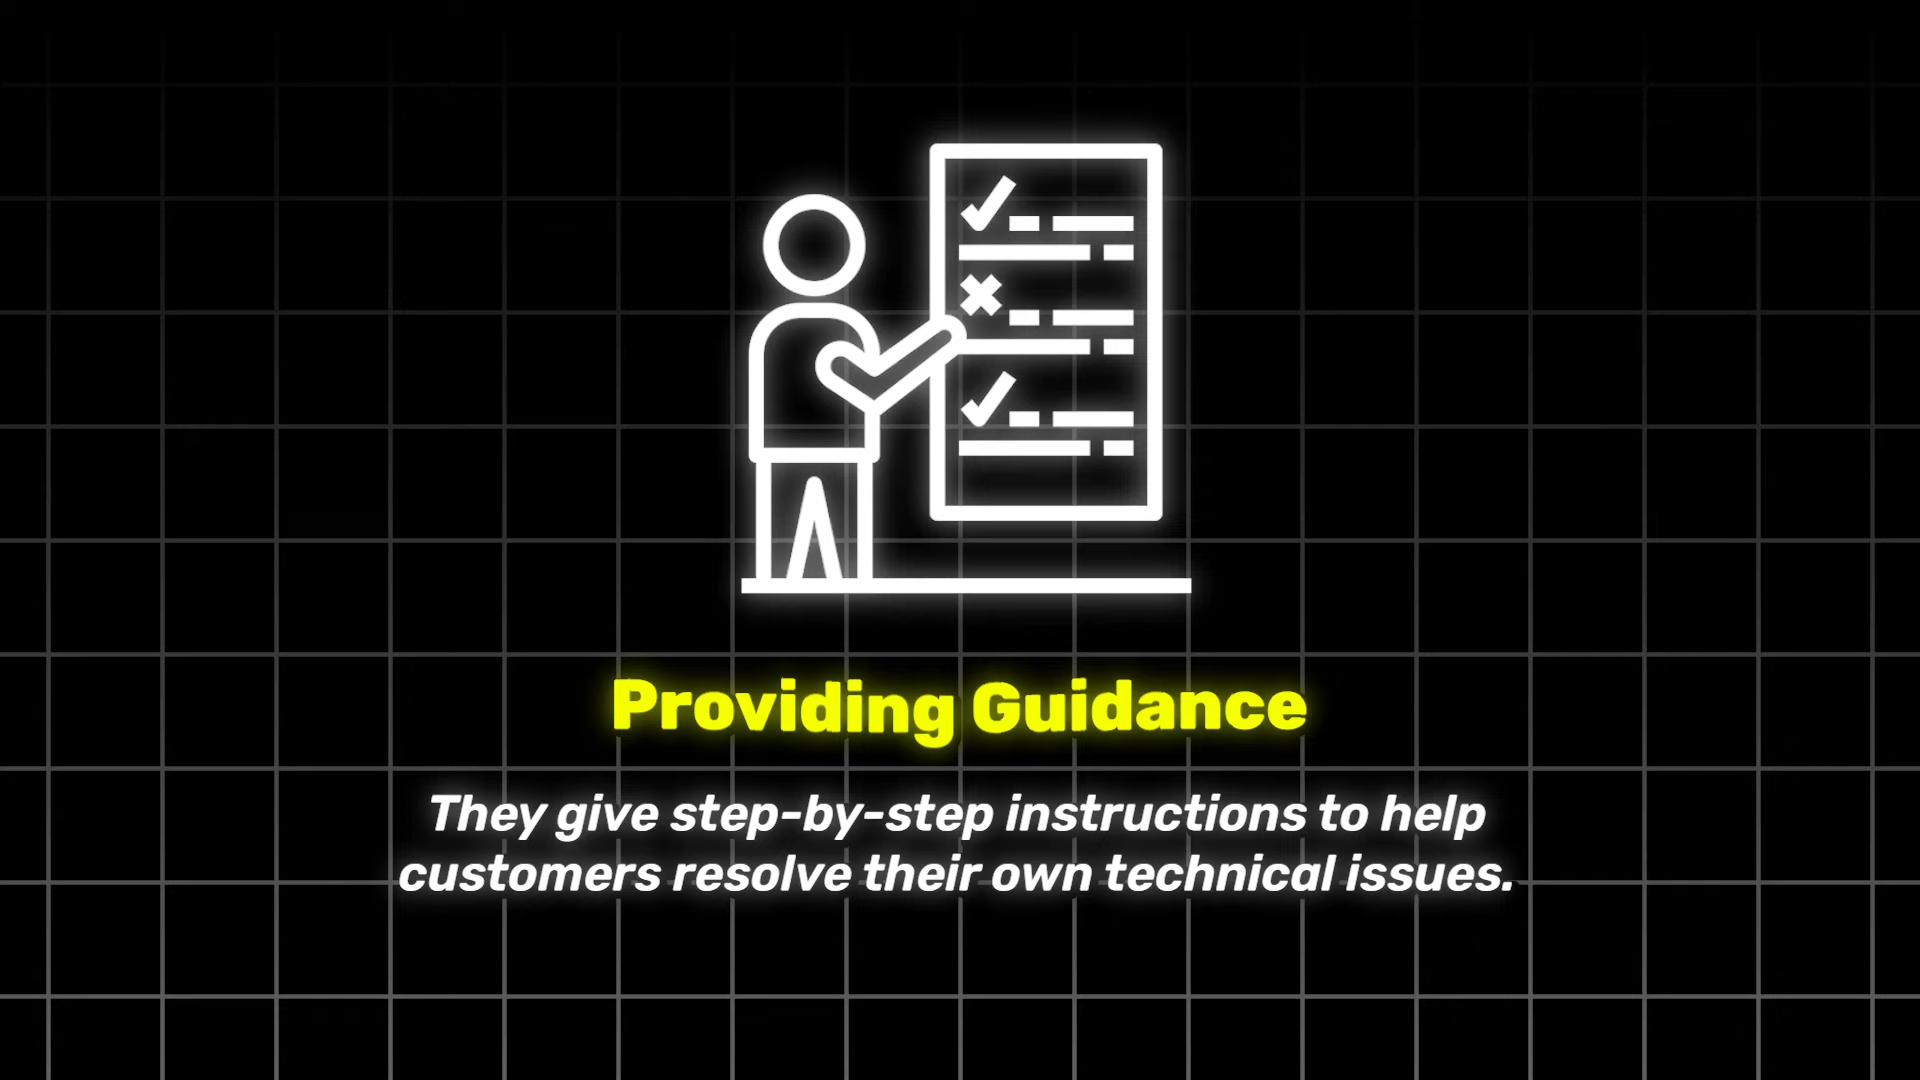 Providing Guidance
They give step-by-step instructions to help
customers resolve their own technical issues.